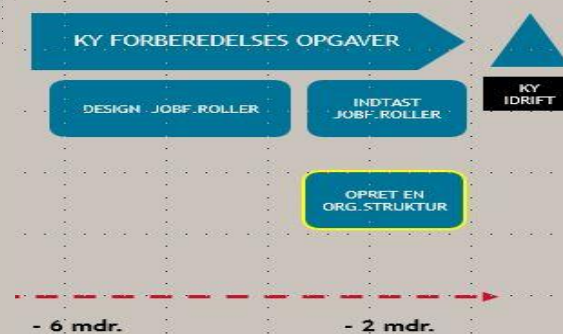 KY FORBEREDELSES OPGAVER
DESIGN JOBF.ROLLER
INDTAST
JOBF.ROLLER
KY
IDRIFT
OPRET EN
ORG.STRUKTUR
- 6 mdr.
- 2 mdr.